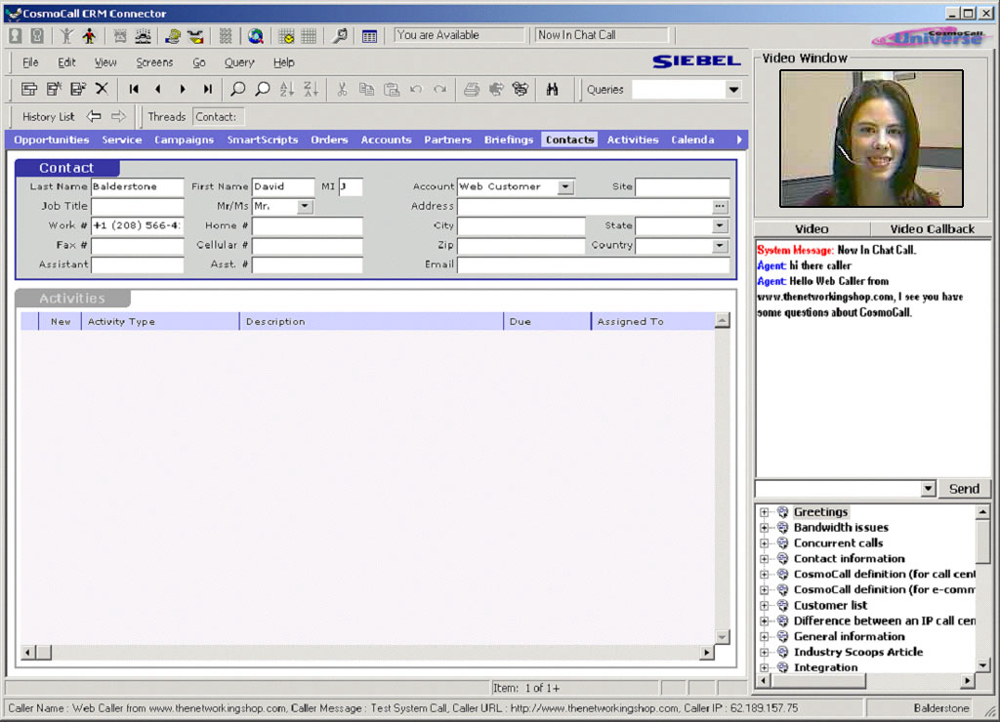 CosmoCall CRM Connector
You are Available
Now In Chat Call
CosmoCall
Universe
File Edit View Screens Go Query Help
SIEBEL
Queries
History List Threads Contact:
Opportunities Service Campaigns SmartScripts Orders Accounts Partners Briefings Contacts Activities Calenda
Contact
Last Name Balderstone First Name David MI J Account Web Customer Site
Job Title Mr/Ms Mr. Address
Work # +1 (208) 566-4 Home # City State
Fax # Cellular # Zip Country
Assistant Asst. # Email
Activities
New Activity Type Description Due Assigned To
Item: 1 of 1+
Video Window
Video Video Callback
System Message: Now In Chat Call.
Agent: hi there caller
Agent: Hello Web Caller from
www.thenetworkingshop.com, I see you have
some questions about CosmoCall.
Send
Greetings
Bandwidth issues
Concurrent calls
Contact information
CosmoCall definition (for call cent
CosmoCall definition (for e-comm
Customer list
Difference between an IP call cen
General information
Industry Scoops Article
Integration
Caller Name : Web Caller from www.thenetworkingshop.com, Caller Message : Test System Call, Caller URL : http://www.thenetworkingshop.com, Caller IP : 62.189.157.75
Balderstone